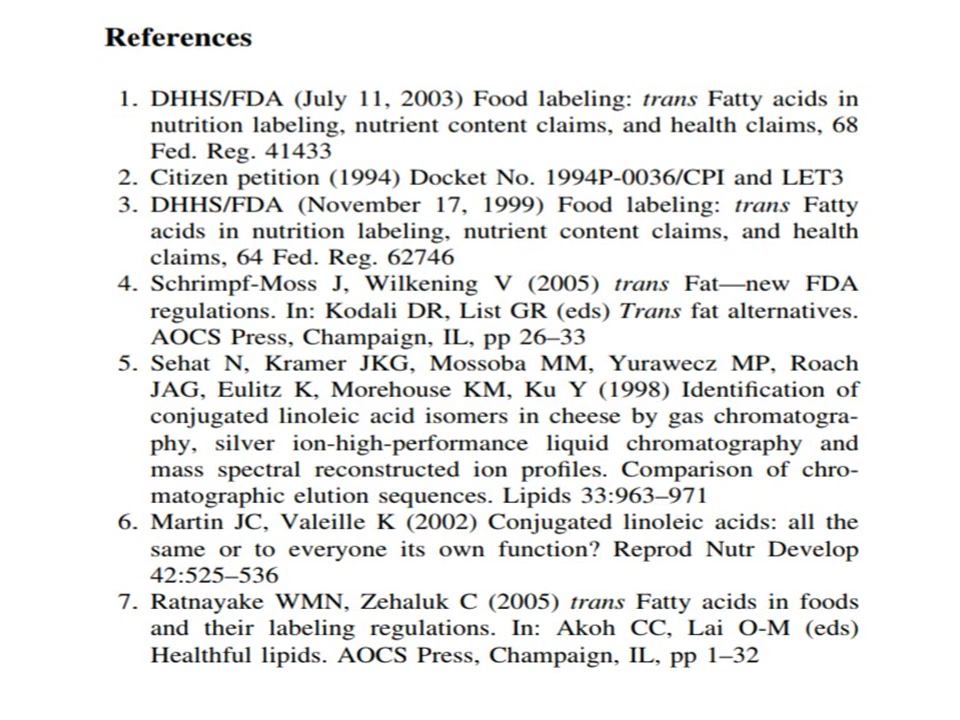 References
1. DHHS/FDA (July 11, 2003) Food labeling: trans Fatty acids in
nutrition labeling, nutrient content claims, and health claims, 68
Fed. Reg. 41433
2. Citizen petition (1994) Docket No. 1994P-0036/CPI and LET3
3. DHHS/FDA (November 17, 1999) Food labeling: trans Fatty
acids in nutrition labeling, nutrient content claims, and health
claims, 64 Fed. Reg. 62746
4. Schrimpf-Moss J, Wilkening V (2005) trans Fat—new FDA
regulations. In: Kodali DR, List GR (eds) Trans fat alternatives.
AOCS Press, Champaign, IL, pp 26–33
5. Sehat N, Kramer JKG, Mossoba MM, Yurawecz MP, Roach
JAG, Eulitz K, Morehouse KM, Ku Y (1998) Identification of
conjugated linoleic acid isomers in cheese by gas chromatogra-
phy, silver ion-high-performance liquid chromatography and
mass spectral reconstructed ion profiles. Comparison of chro-
matographic elution sequences. Lipids 33:963–971
6. Martin JC, Valeille K (2002) Conjugated linoleic acids: all the
same or to everyone its own function? Reprod Nutr Develop
42:525–536
7. Ratnayake WMN, Zehaluk C (2005) trans Fatty acids in foods
and their labeling regulations. In: Akoh CC, Lai O-M (eds)
Healthful lipids. AOCS Press, Champaign, IL, pp 1–32